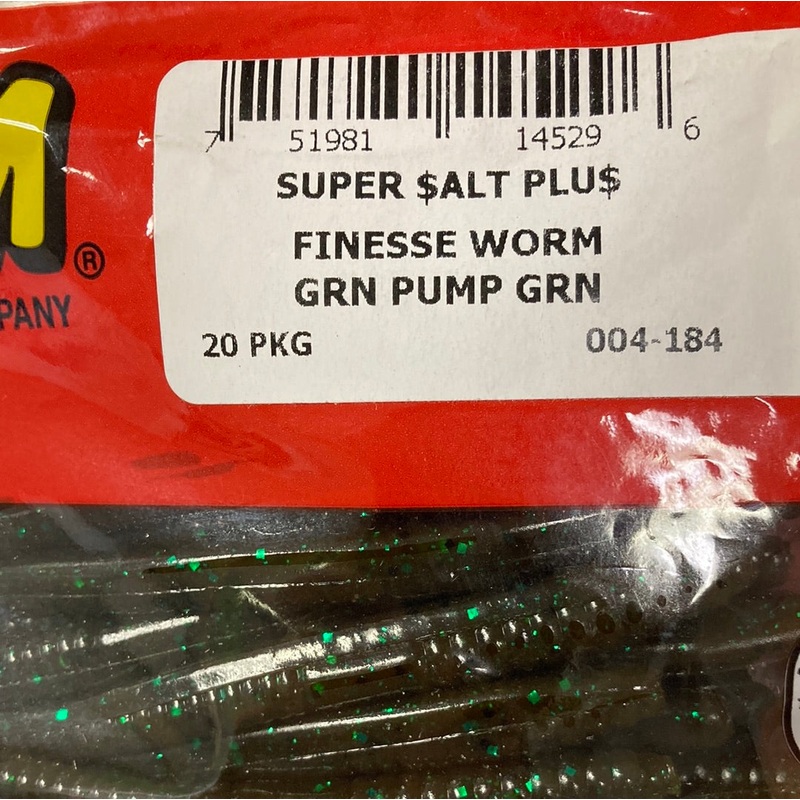 M®
PANY
7 51981 14529 6
SUPER $ALT PLU$
FINESSE WORM
GRN PUMP GRN
20 PKG 004-184